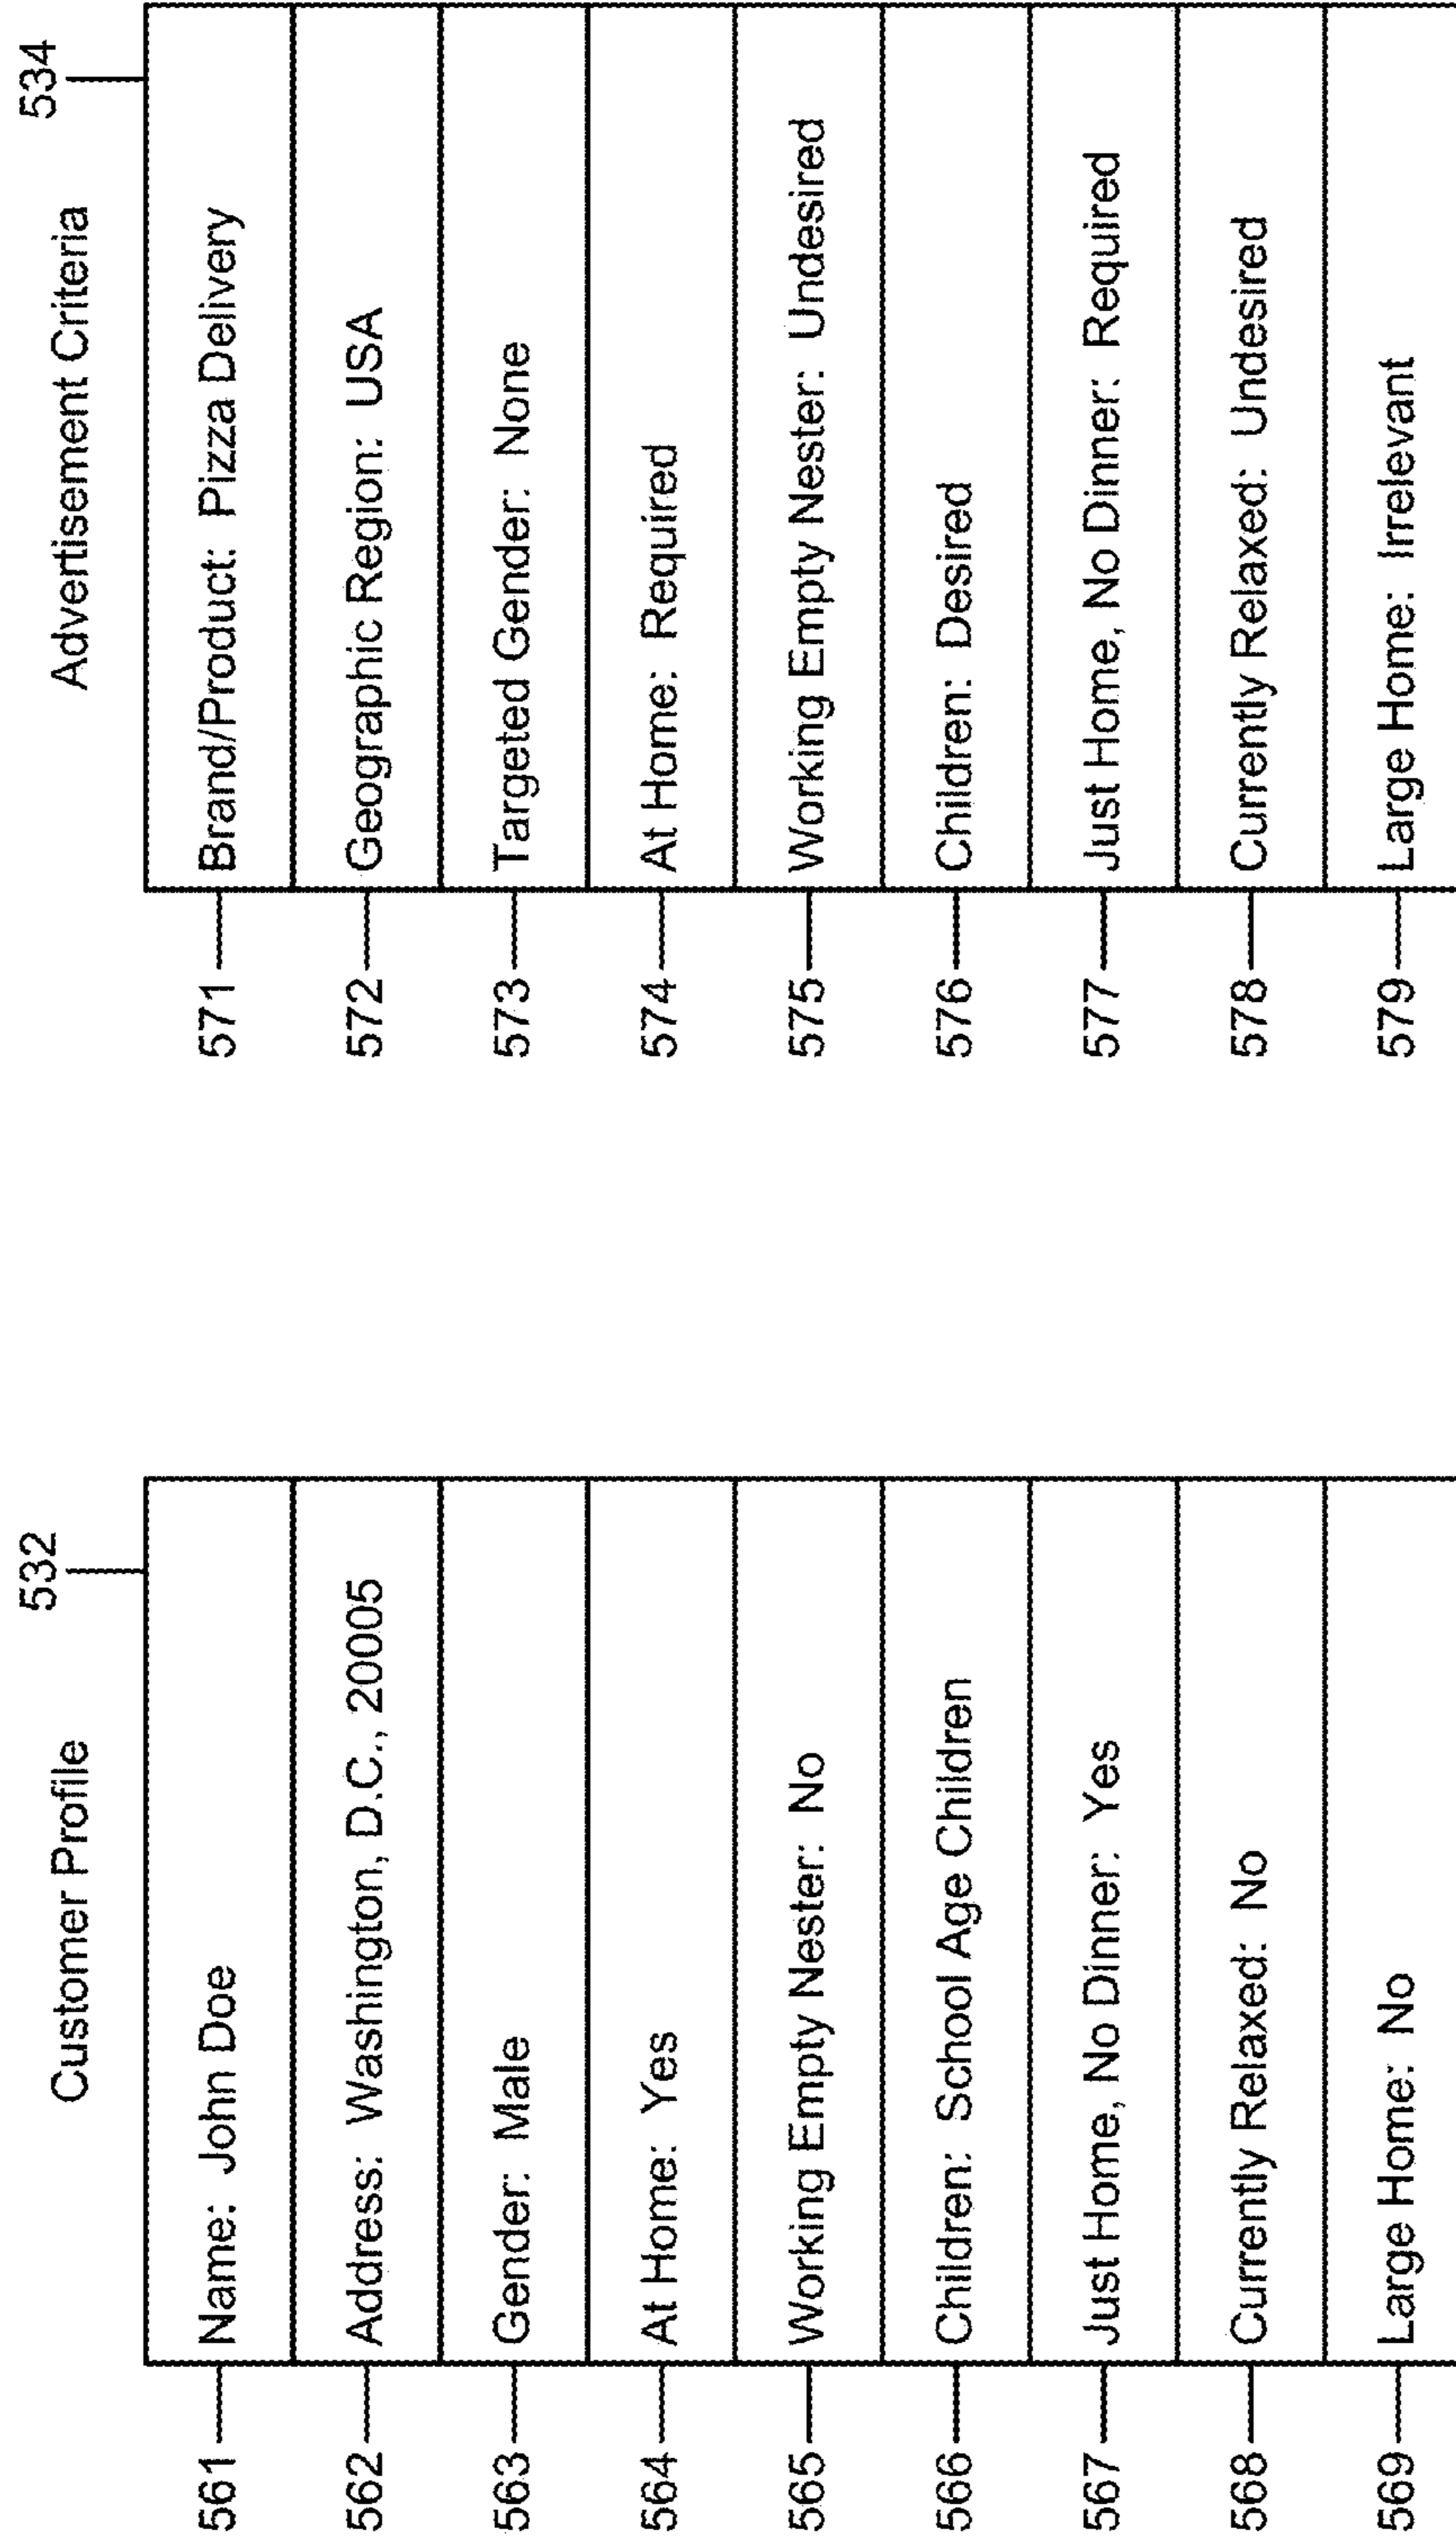 Customer Profile
532
561 Name: John Doe
562 Address: Washington, D.C., 20005
563 Gender: Male
564 At Home: Yes
565 Working Empty Nester: No
566 Children: School Age Children
567 Just Home, No Dinner: Yes
568 Currently Relaxed: No
569 Large Home: No
Advertisement Criteria
534
571 Brand/Product: Pizza Delivery
572 Geographic Region: USA
573 Targeted Gender: None
574 At Home: Required
575 Working Empty Nester: Undesired
576 Children: Desired
577 Just Home, No Dinner: Required
578 Currently Relaxed: Undesired
579 Large Home: Irrelevant